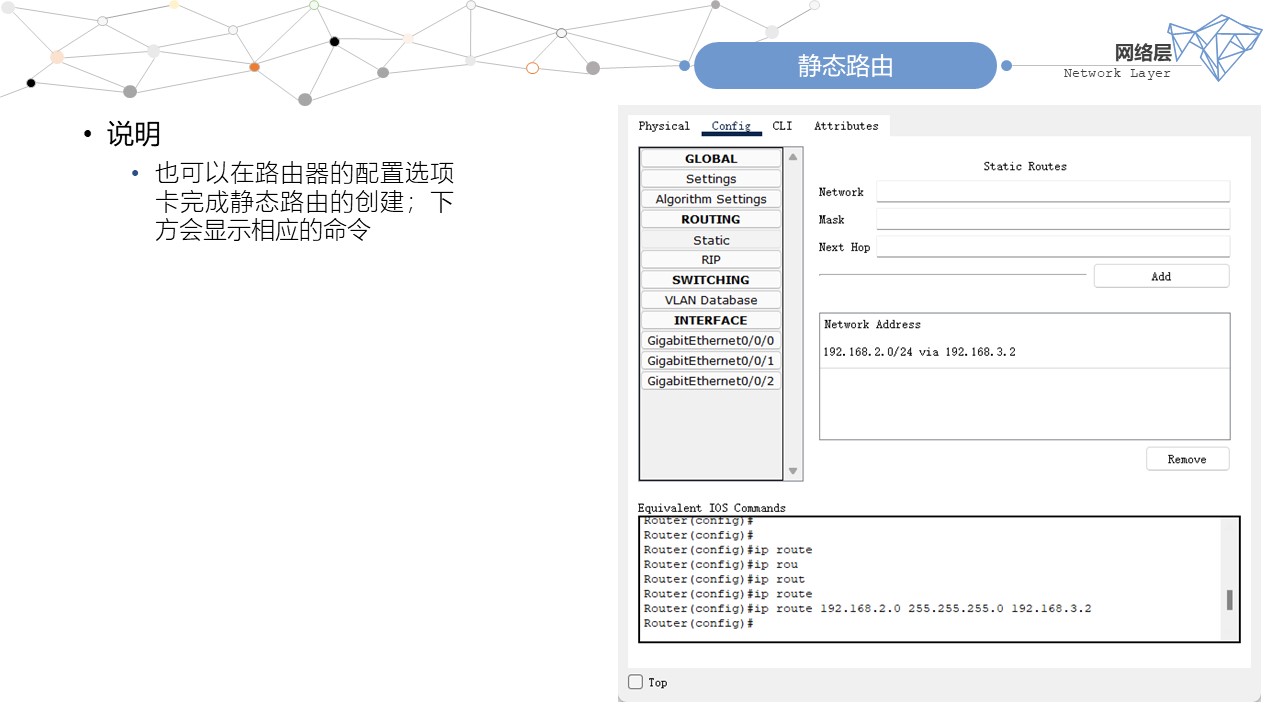 静态路由
网络层
Network Layer
• 说明
• 也可以在路由器的配置选项
卡完成静态路由的创建；下
方会显示相应的命令
Physical Config CLI Attributes
GLOBAL
Settings
Algorithm Settings
ROUTING
Static
RIP
SWITCHING
VLAN Database
INTERFACE
GigabitEthernet0/0/0
GigabitEthernet0/0/1
GigabitEthernet0/0/2
Static Routes
Network
Mask
Next Hop
Add
Network Address
192.168.2.0/24 via 192.168.3.2
Remove
Equivalent IOS Commands
Router(config)#
Router(config)#
Router(config)#ip route
Router(config)#ip rou
Router(config)#ip rout
Router(config)#ip route
Router(config)#ip route 192.168.2.0 255.255.255.0 192.168.3.2
Router(config)#
Top